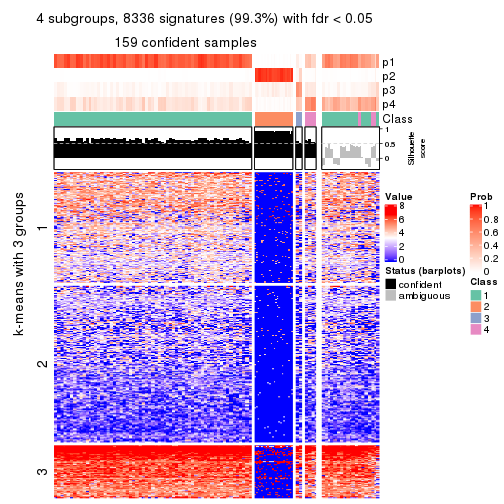 4 subgroups, 8336 signatures (99.3%) with fdr < 0.05
159 confident samples
p1
p2
p3
p4
Class
1
0.5
0
Silhouette
score
k-means with 3 groups
1
2
3
Value
8
6
4
2
0
Status (barplots)
confident
ambiguous
Prob
1
0.8
0.6
0.4
0.2
0
Class
1
2
3
4